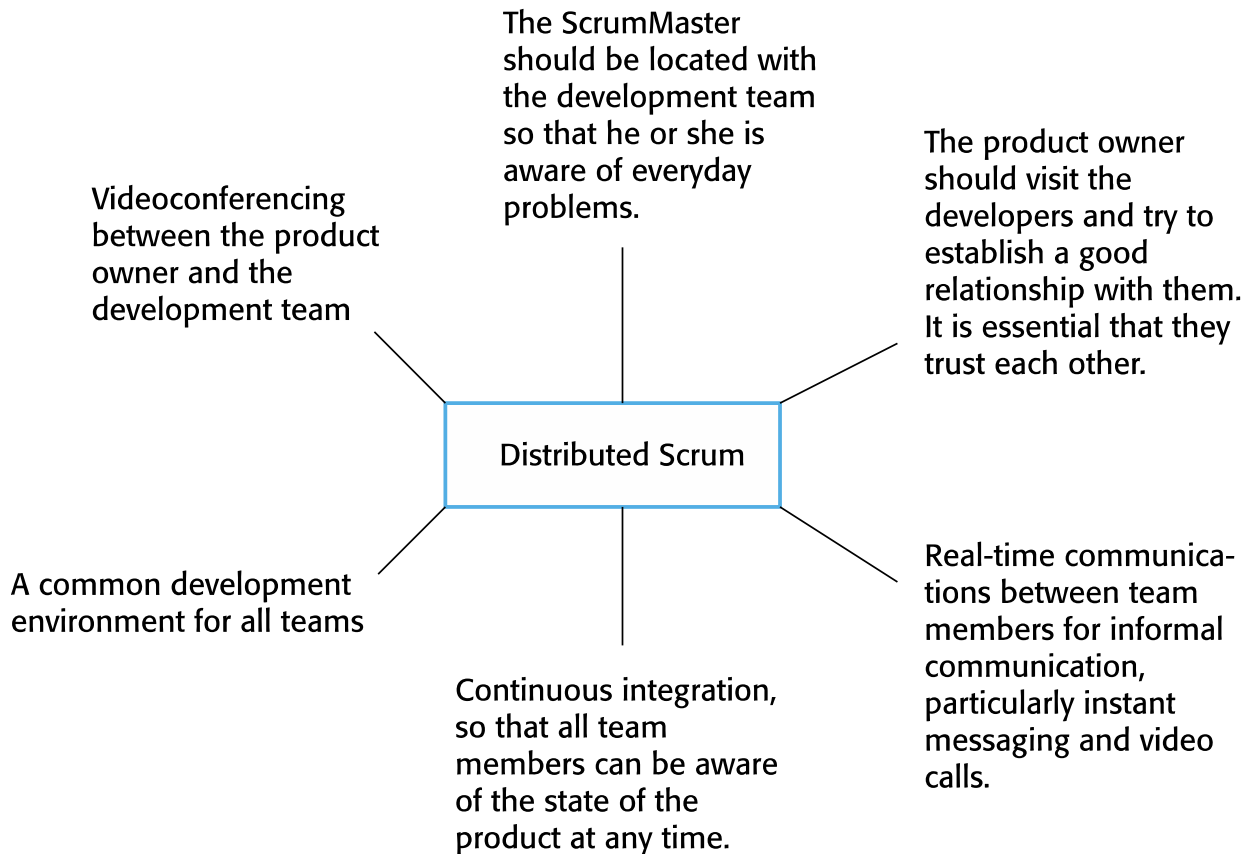 The ScrumMaster
should be located with
the development team
so that he or she is
aware of everyday
problems.
Videoconferencing
between the product
owner and the
development team
The product owner
should visit the
developers and try to
establish a good
relationship with them.
It is essential that they
trust each other.
Distributed Scrum
A common development
environment for all teams
Continuous integration,
so that all team
members can be aware
of the state of the
product at any time.
Real-time communica-
tions between team
members for informal
communication,
particularly instant
messaging and video
calls.